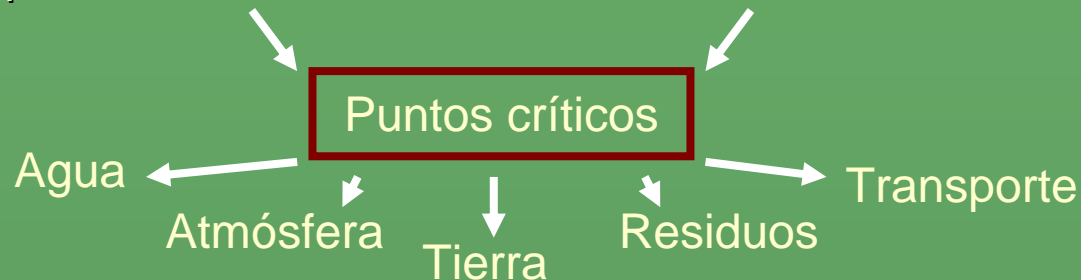 Puntos críticos
Agua
Transporte
Atmósfera
Residuos
Tierra